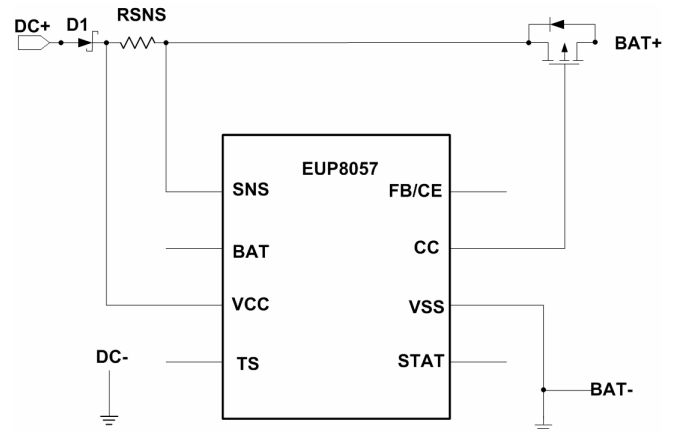 DC+
D1
RSNS
BAT+
EUP8057
SNS
FB/CE
BAT
CC
VCC
VSS
DC-
TS
STAT
BAT-